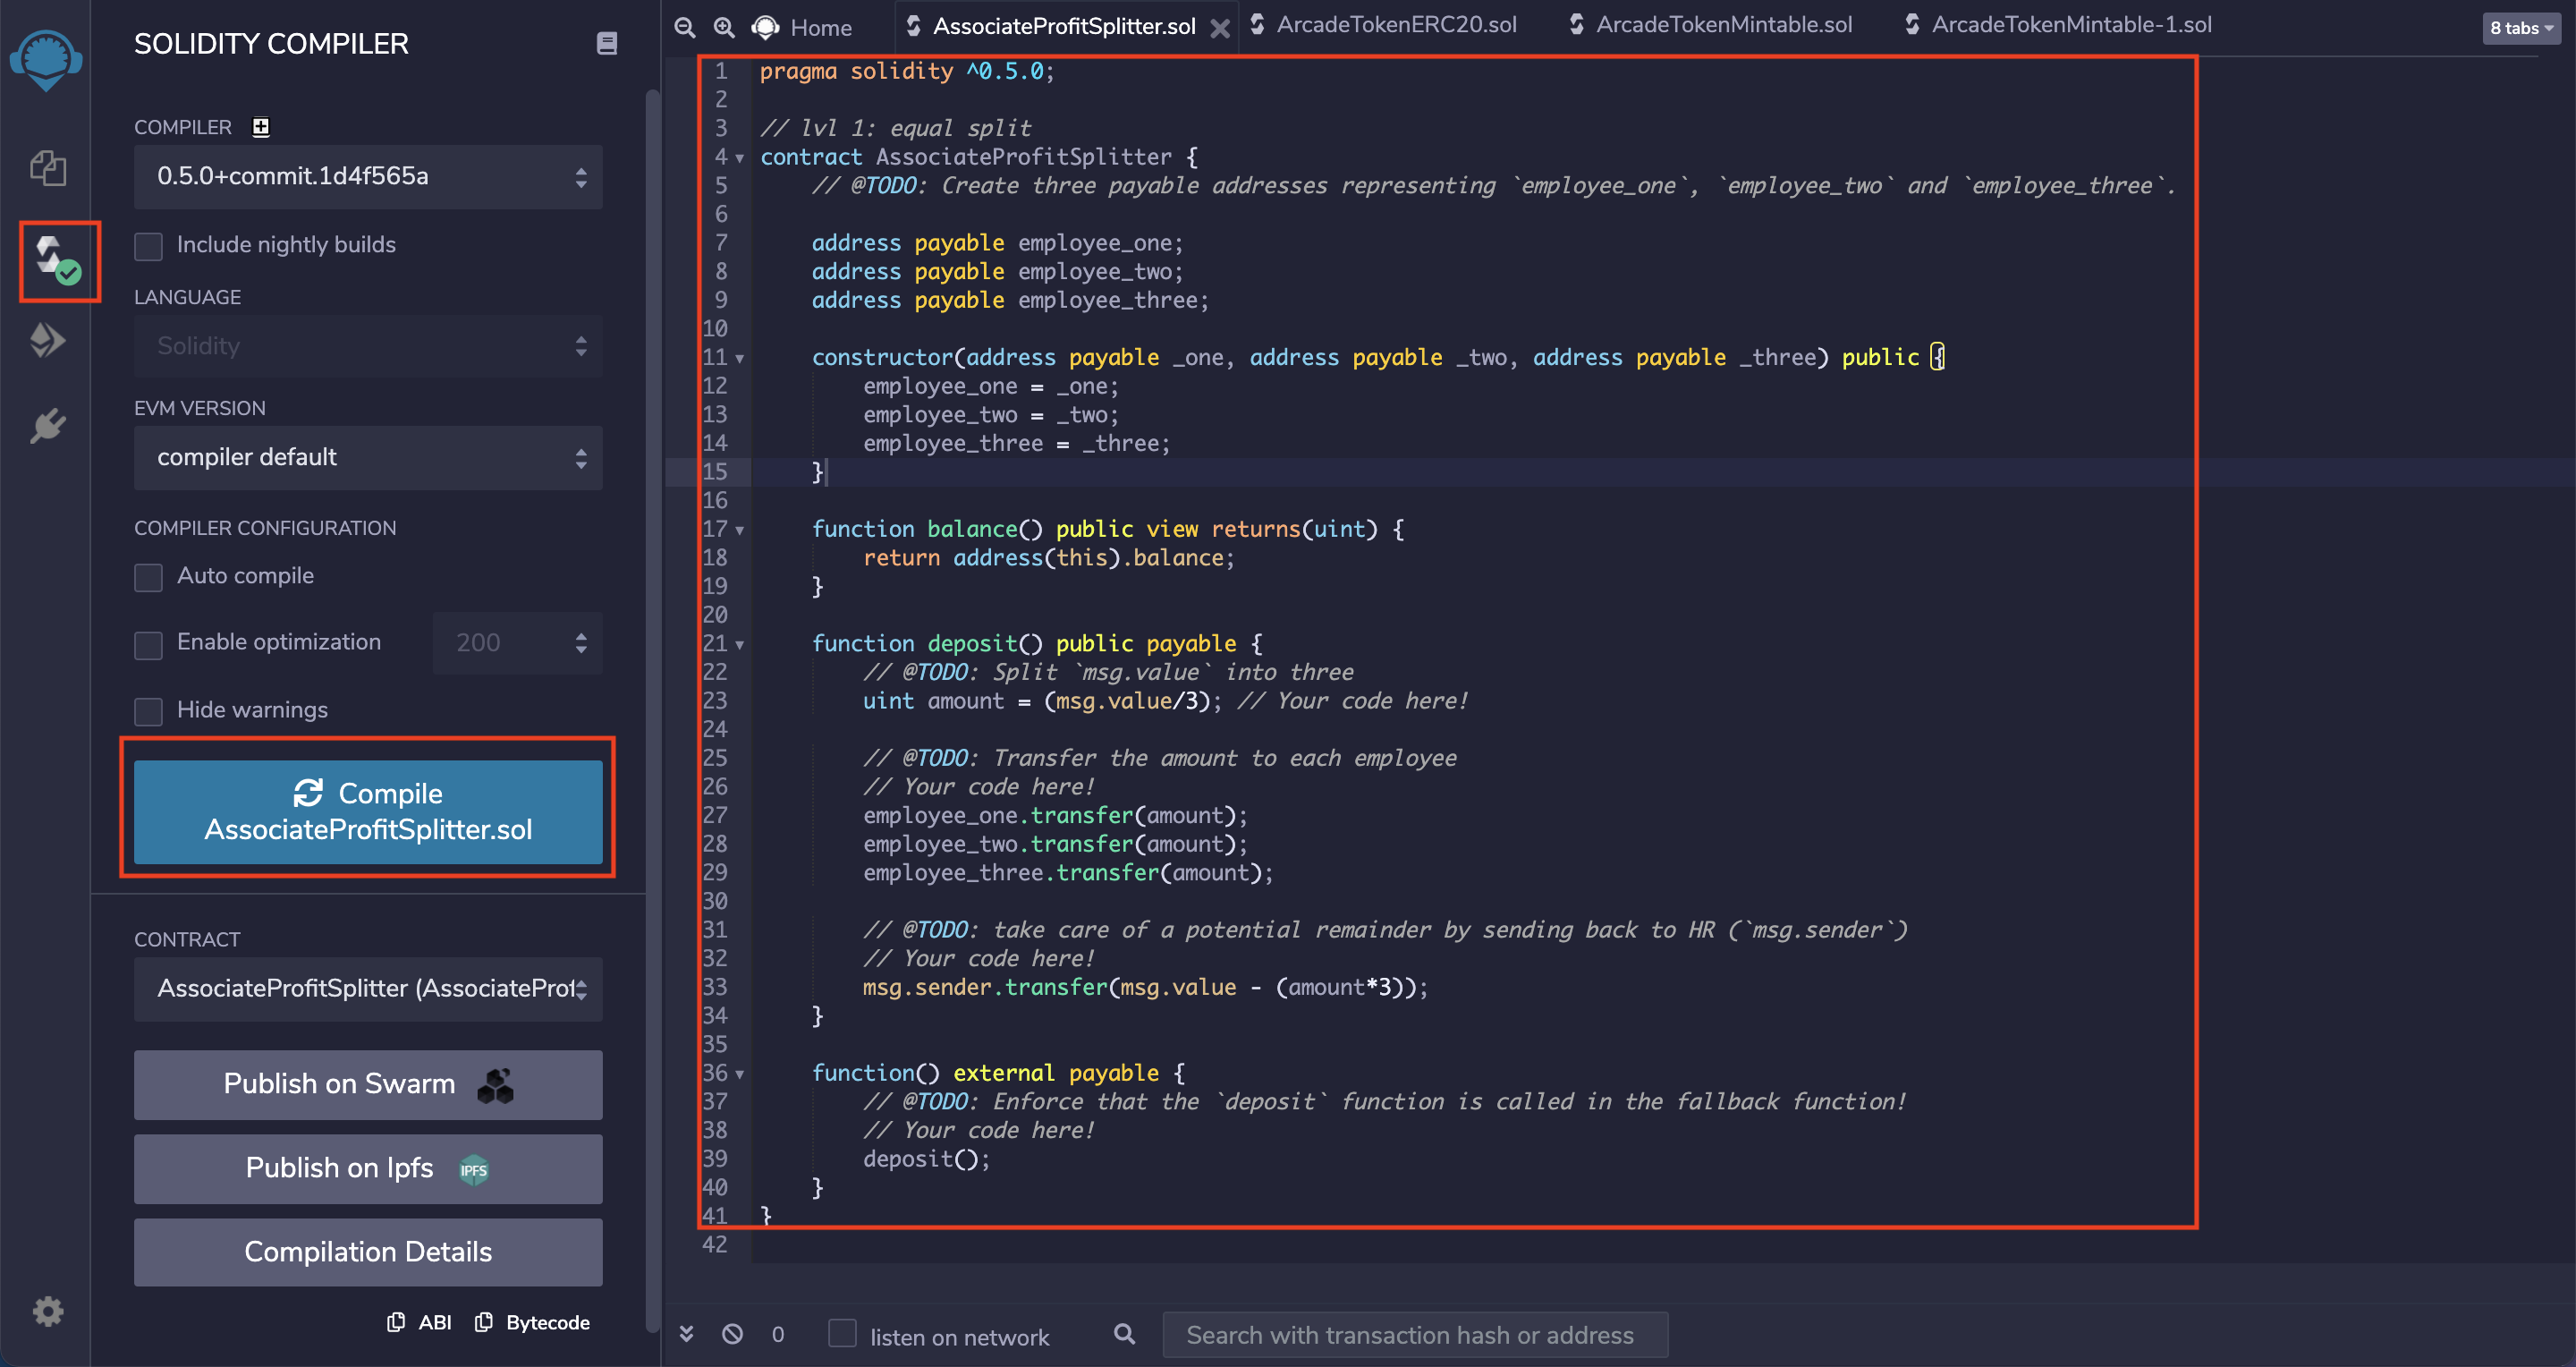 SOLIDITY COMPILER
COMPILER
0.5.0+commit.1d4f565a
Include nightly builds
LANGUAGE
Solidity
EVM VERSION
compiler default
COMPILER CONFIGURATION
Auto compile
Enable optimization 200
Hide warnings
Compile
AssociateProfitSplitter.sol
CONTRACT
AssociateProfitSplitter (AssociateProf
Publish on Swarm
Publish on Ipfs IPFS
Compilation Details
ABI Bytecode
Home AssociateProfitSplitter.sol ArcadeTokenERC20.sol ArcadeTokenMintable.sol ArcadeTokenMintable-1.sol 8 tabs
1 pragma solidity ^0.5.0;
2
3 // lvl 1: equal split
4 contract AssociateProfitSplitter {
5     // @TODO: Create three payable addresses representing `employee_one`, `employee_two` and `employee_three`.
6
7     address payable employee_one;
8     address payable employee_two;
9     address payable employee_three;
10
11     constructor(address payable _one, address payable _two, address payable _three) public {
12         employee_one = _one;
13         employee_two = _two;
14         employee_three = _three;
15     }
16
17     function balance() public view returns(uint) {
18         return address(this).balance;
19     }
20
21     function deposit() public payable {
22         // @TODO: Split `msg.value` into three
23         uint amount = (msg.value/3); // Your code here!
24
25         // @TODO: Transfer the amount to each employee
26         // Your code here!
27         employee_one.transfer(amount);
28         employee_two.transfer(amount);
29         employee_three.transfer(amount);
30
31         // @TODO: take care of a potential remainder by sending back to HR (`msg.sender`)
32         // Your code here!
33         msg.sender.transfer(msg.value - (amount*3));
34     }
35
36     function() external payable {
37         // @TODO: Enforce that the `deposit` function is called in the fallback function!
38         // Your code here!
39         deposit();
40     }
41 }
42
0 listen on network Search with transaction hash or address